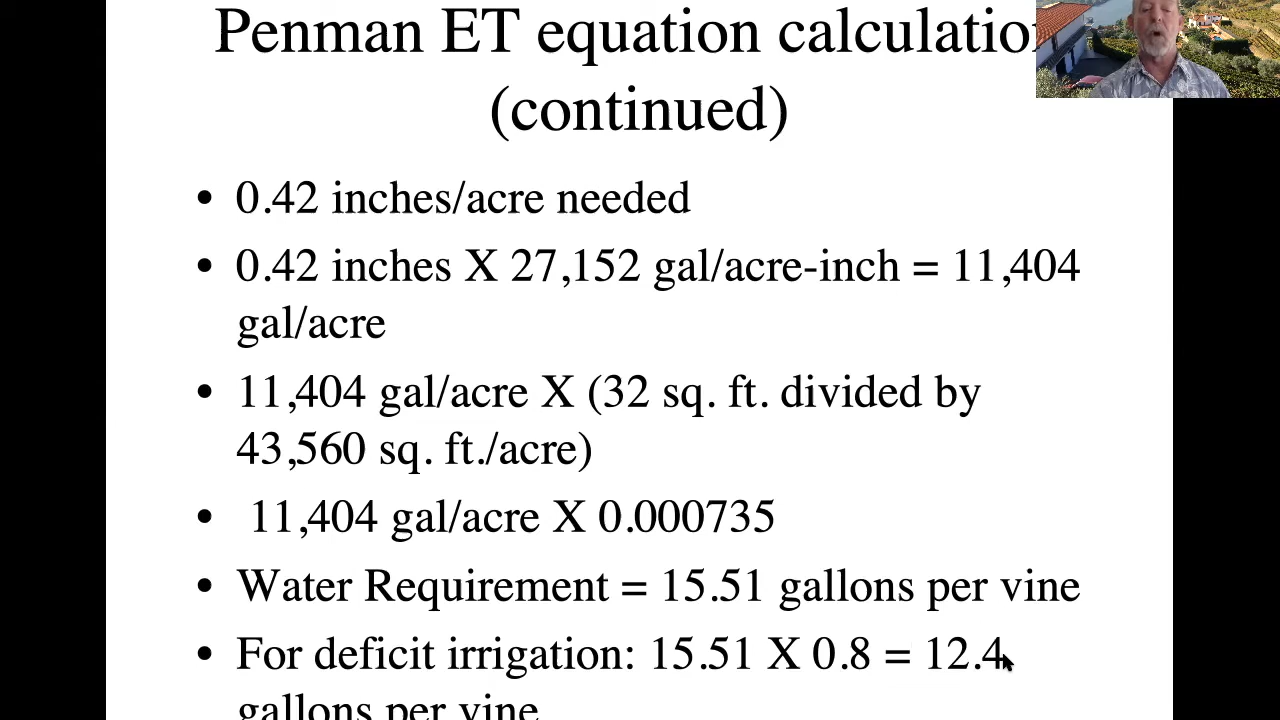 Penman ET equation calculation
(continued)
• 0.42 inches/acre needed
• 0.42 inches X 27,152 gal/acre-inch = 11,404
gal/acre
• 11,404 gal/acre X (32 sq. ft. divided by
43,560 sq. ft./acre)
• 11,404 gal/acre X 0.000735
• Water Requirement = 15.51 gallons per vine
• For deficit irrigation: 15.51 X 0.8 = 12.4
gallons per vine